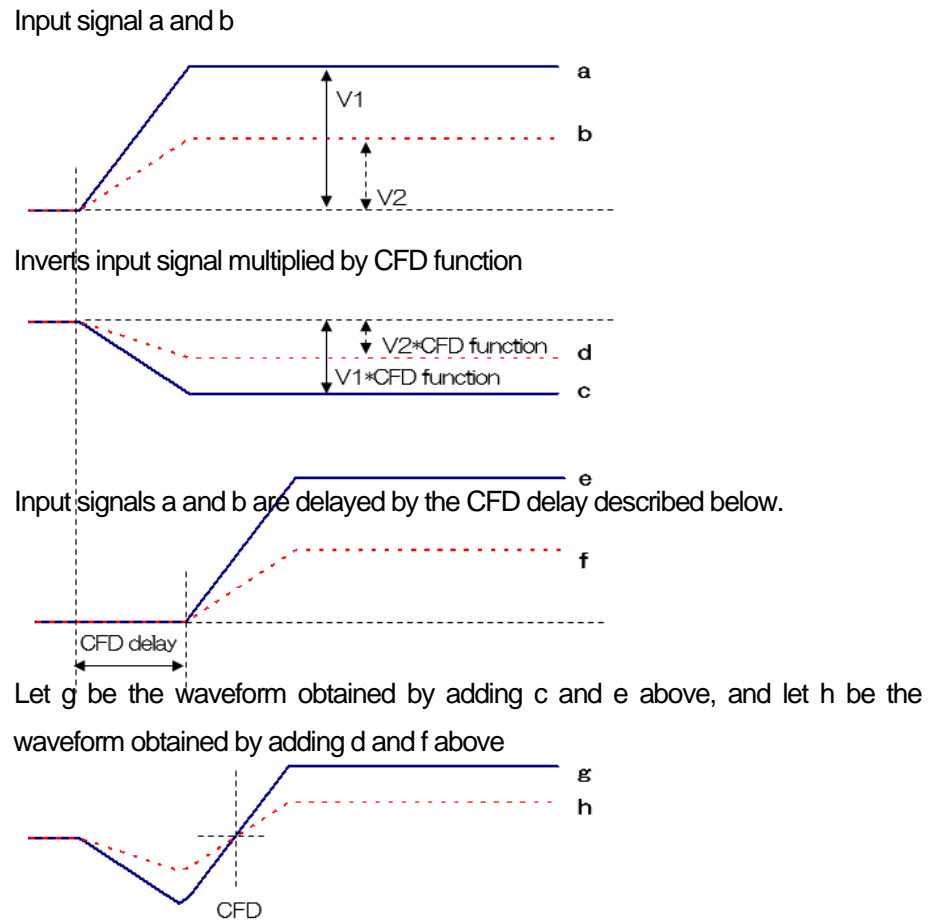 Input signal a and b
a
V1
b
V2
Inverts input signal multiplied by CFD function
V2*CFD function
d
V1*CFD function
c
e
Input signals a and b are delayed by the CFD delay described below.
f
CFD delay
Let g be the waveform obtained by adding c and e above, and let h be the
waveform obtained by adding d and f above
g
h
CFD